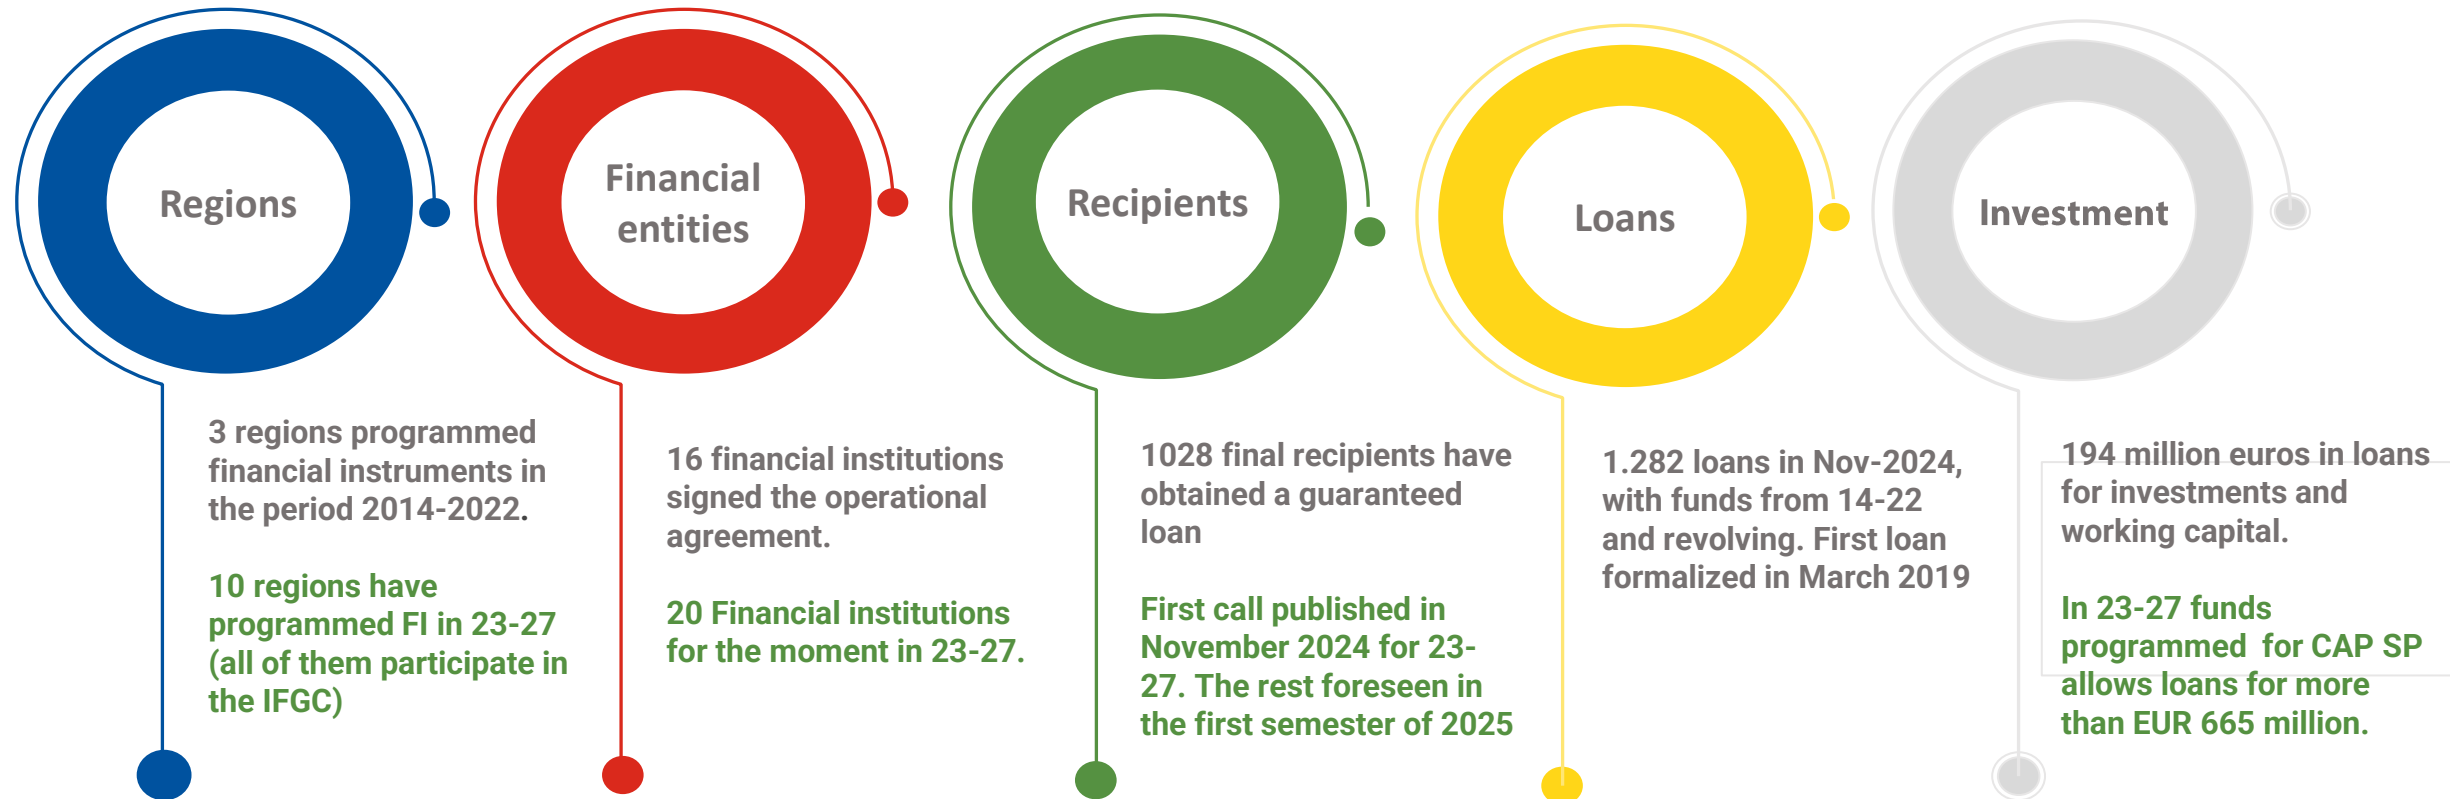 Regions
3 regions programmed
financial instruments in
the period 2014-2022.
10 regions have
programmed FI in 23-27
(all of them participate in
the IFGC)
Financial
entities
16 financial institutions
signed the operational
agreement.
20 Financial institutions
for the moment in 23-27.
Recipients
1028 final recipients have
obtained a guaranteed
loan
First call published in
November 2024 for 23-
27. The rest foreseen in
the first semester of 2025
Loans
1.282 loans in Nov-2024,
with funds from 14-22
and revolving. First loan
formalized in March 2019
Investment
194 million euros in loans
for investments and
working capital.
In 23-27 funds
programmed  for CAP SP
allows loans for more
than EUR 665 million.